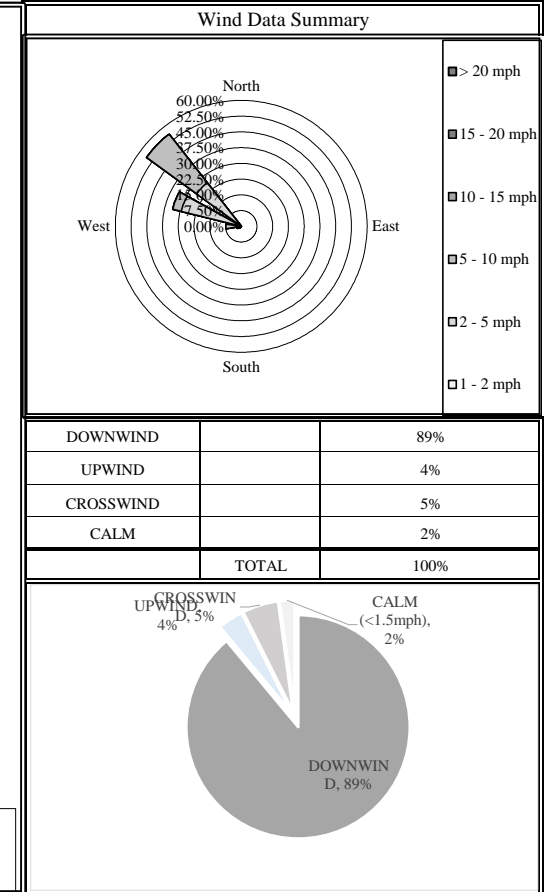 Wind Data Summary
North
60.00%
52.50%
45.00%
37.50%
30.00%
22.50%
15.00%
7.50%
0.00%
West
East
South
> 20 mph
15 - 20 mph
10 - 15 mph
5 - 10 mph
2 - 5 mph
1 - 2 mph
DOWNWIND 89%
UPWIND 4%
CROSSWIND 5%
CALM 2%
TOTAL 100%
UPWIND,
4%
CROSSWIN
D, 5%
CALM
(<1.5mph),
2%
DOWNWIN
D, 89%